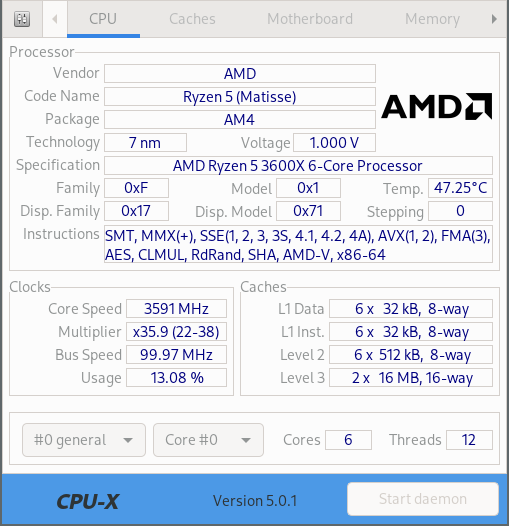 CPU Caches Motherboard Memory
Processor
Vendor AMD
Code Name Ryzen 5 (Matisse)
AMD
Package AM4
Technology 7 nm Voltage 1.000 V
Specification AMD Ryzen 5 3600X 6-Core Processor
Family 0xF Model 0x1 Temp. 47.25°C
Disp. Family 0x17 Disp. Model 0x71 Stepping 0
Instructions SMT, MMX(+), SSE(1, 2, 3, 3S, 4.1, 4.2, 4A), AVX(1, 2), FMA(3),
AES, CLMUL, RdRand, SHA, AMD-V, x86-64
Clocks Caches
Core Speed 3591 MHz L1 Data 6 x 32 kB, 8-way
Multiplier x35.9 (22-38) L1 Inst. 6 x 32 kB, 8-way
Bus Speed 99.97 MHz Level 2 6 x 512 kB, 8-way
Usage 13.08 % Level 3 2 x 16 MB, 16-way
#0 general Core #0 Cores 6 Threads 12
CPU-X Version 5.0.1 Start daemon